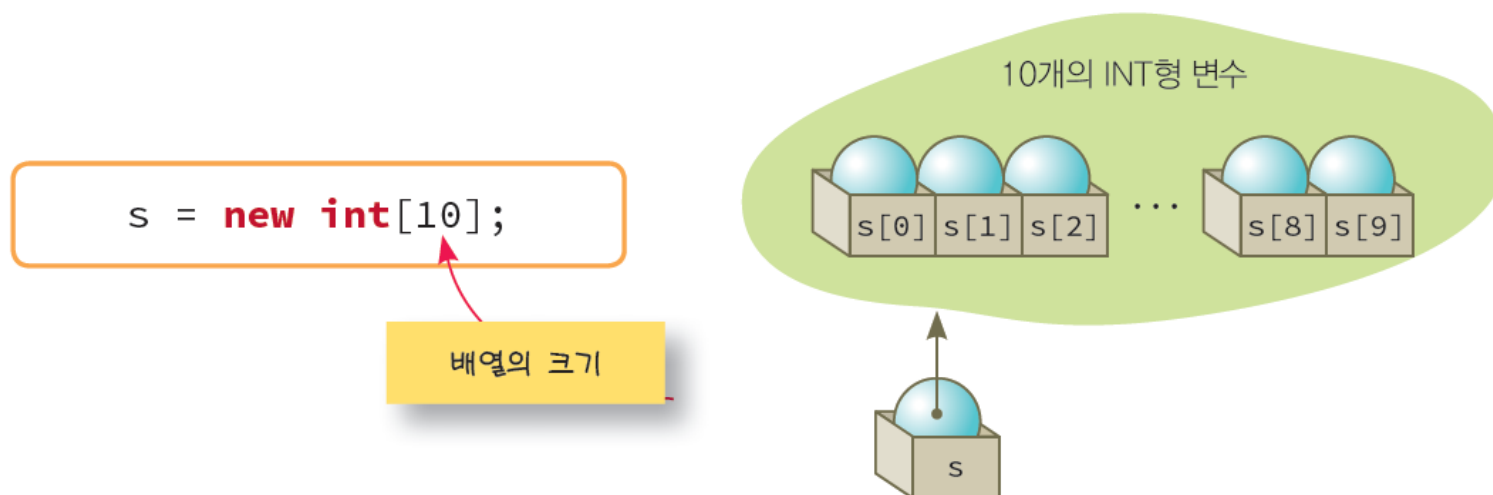 s = new int[10];
배열의 크기
10개의 INT형 변수
s[0] s[1] s[2] ... s[8] s[9]
s